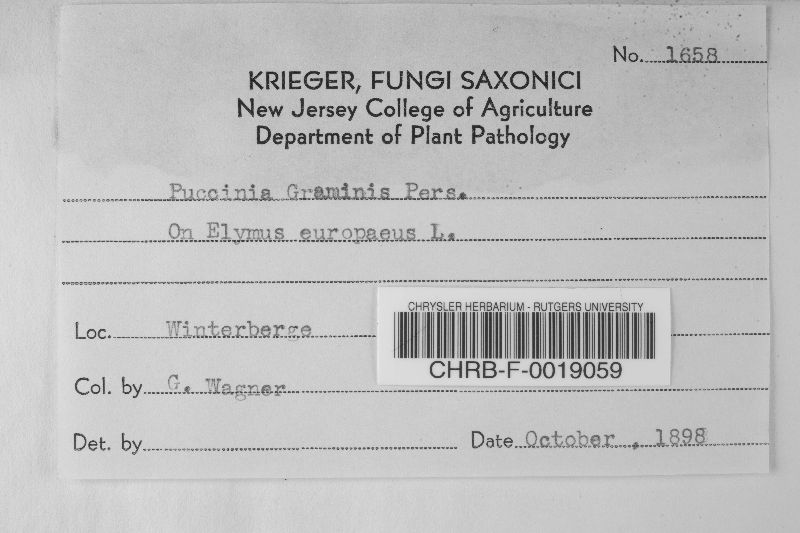 No. 1658
KRIEGER, FUNGI SAXONICI
New Jersey College of Agriculture
Department of Plant Pathology
Puccinia Graminis Pers.
On Elymus europaeus L.
Loc. Winterberge
CHRYSLER HERBARIUM - RUTGERS UNIVERSITY
CHRB-F-0019059
Col. by G. Wagner
Det. by
Date October , 1898